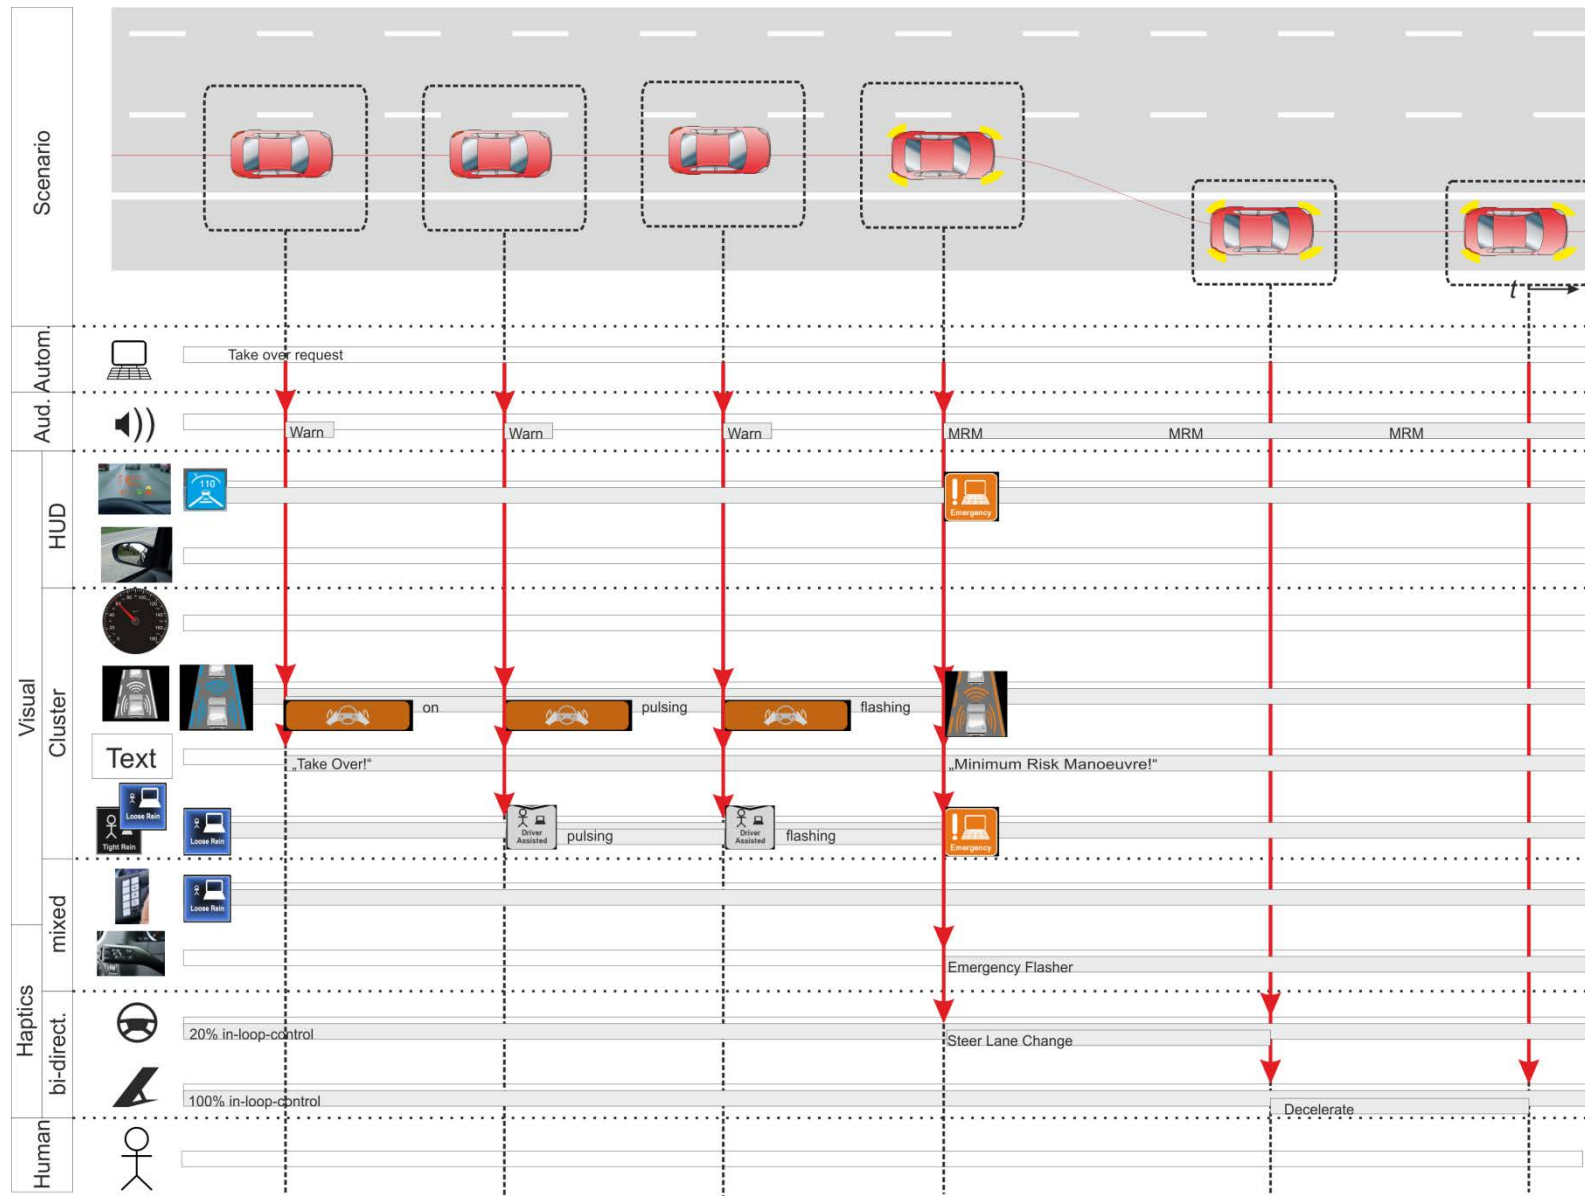 Scenario
t
Autom.
Take over request
Aud.
Warn
Warn
Warn
MRM
MRM
MRM
Visual
HUD
110
Emergency
Cluster
on
pulsing
flashing
Text
„Take Over!“
„Minimum Risk Manoeuvre!“
Loose Rein
Tight Rein
Loose Rein
Driver
Assisted
pulsing
Driver
Assisted
flashing
Emergency
mixed
Loose Rein
Emergency Flasher
Haptics
bi-direct.
20% in-loop-control
Steer Lane Change
100% in-loop-control
Decelerate
Human